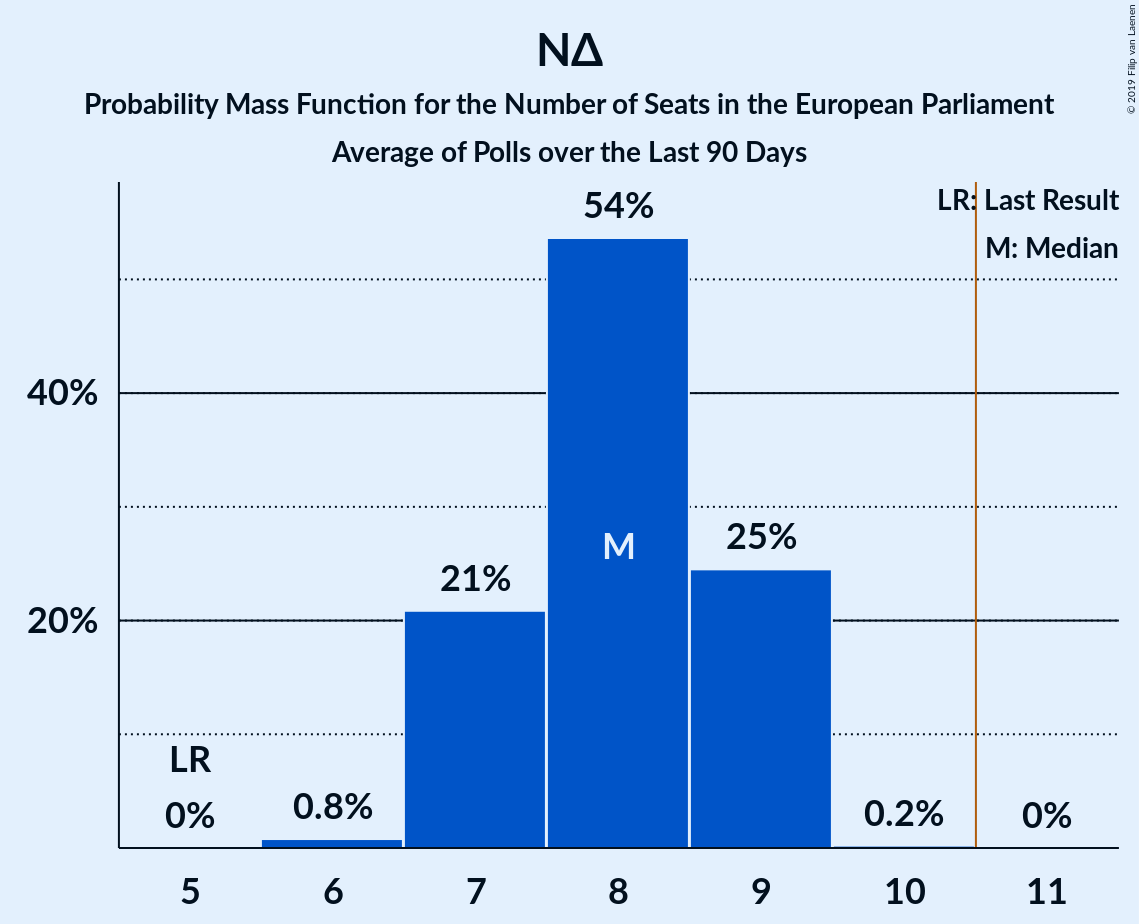 ΝΔ
Probability Mass Function for the Number of Seats in the European Parliament
Average of Polls over the Last 90 Days
© 2019 Filip van Laenen
LR: Last Result
M: Median
54%
40%
M
25%
21%
20%
LR
0%
0.8%
0.2%
0%
5 6 7 8 9 10 11